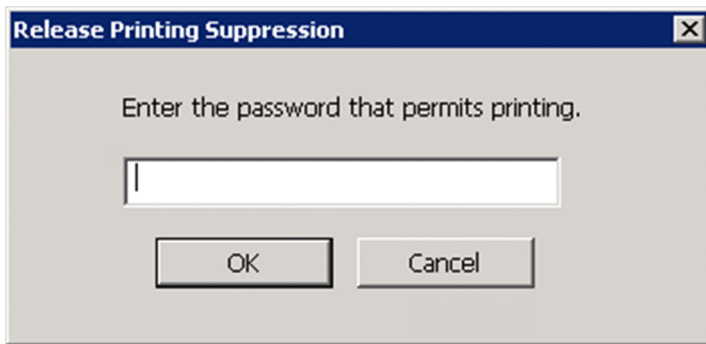 Release Printing Suppression
Enter the password that permits printing.
OK
Cancel